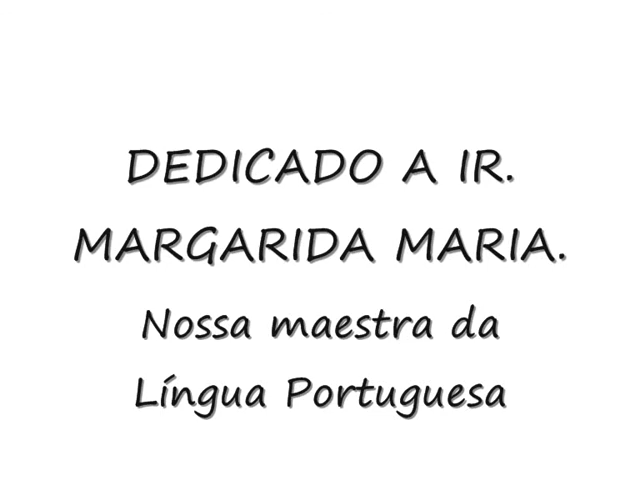 DEDICADO A IR.
MARGARIDA MARIA.
Nossa maestra da
Língua Portuguesa